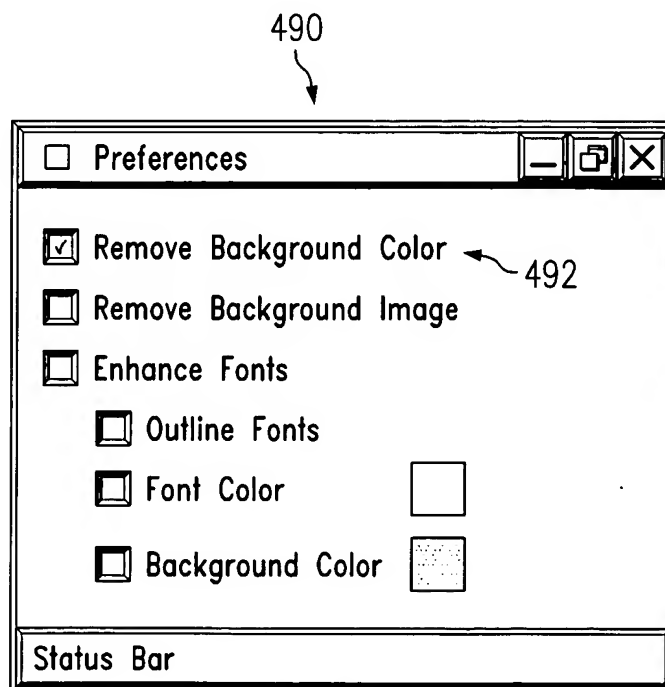 490
Preferences
Remove Background Color
492
Remove Background Image
Enhance Fonts
Outline Fonts
Font Color
Background Color
Status Bar